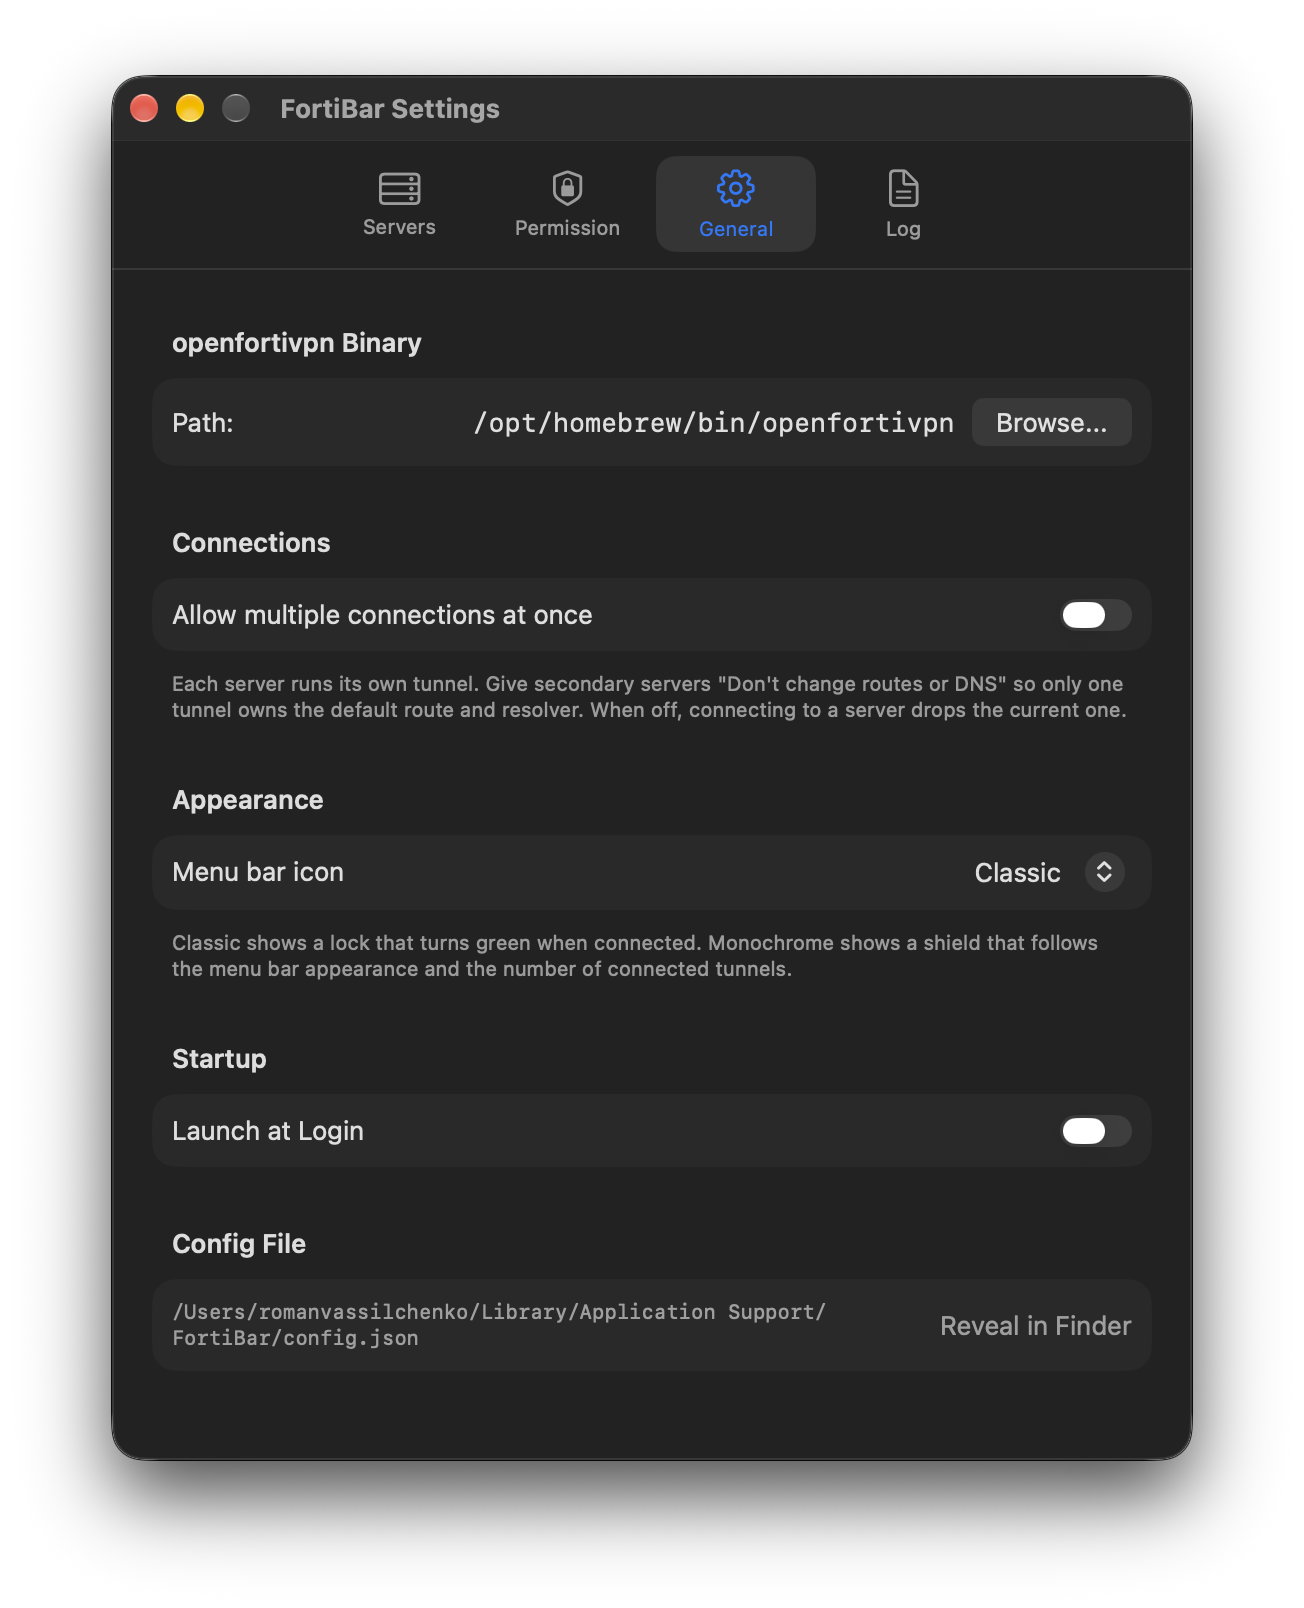 FortiBar Settings
Servers
Permission
General
Log
openfortivpn Binary
Path:
/opt/homebrew/bin/openfortivpn
Browse...
Connections
Allow multiple connections at once
Each server runs its own tunnel. Give secondary servers "Don't change routes or DNS" so only one
tunnel owns the default route and resolver. When off, connecting to a server drops the current one.
Appearance
Menu bar icon
Classic
Classic shows a lock that turns green when connected. Monochrome shows a shield that follows
the menu bar appearance and the number of connected tunnels.
Startup
Launch at Login
Config File
/Users/romanvassilchenko/Library/Application Support/
FortiBar/config.json
Reveal in Finder